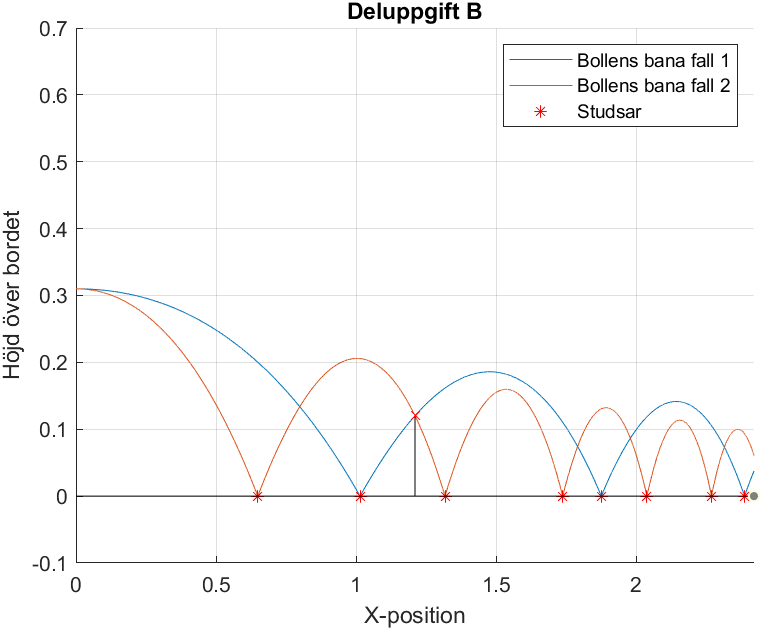 Deluppgift B
0.7
0.6
0.5
0.4
0.3
0.2
0.1
0
-0.1
Höjd över bordet
Bollens bana fall 1
Bollens bana fall 2
Studsar
0 0.5 1 1.5 2
X-position